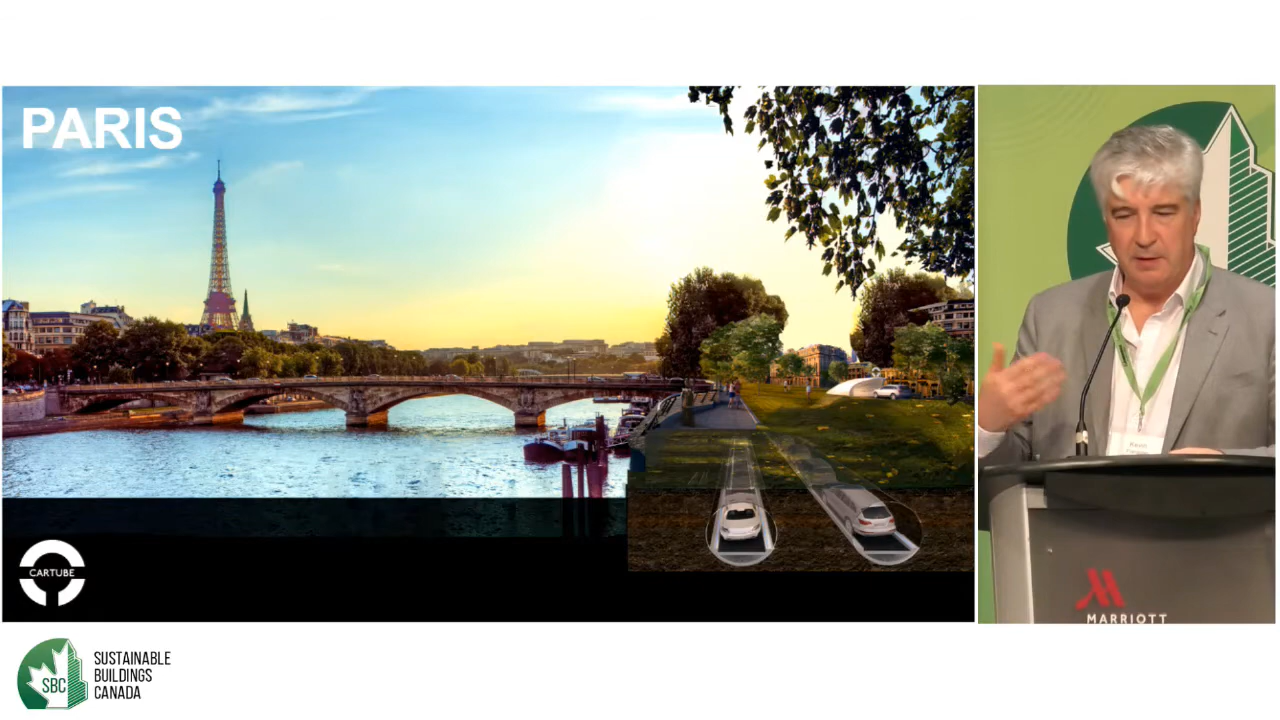 PARIS
CARTUBE
SBC
SUSTAINABLE
BUILDINGS
CANADA
MARRIOTT